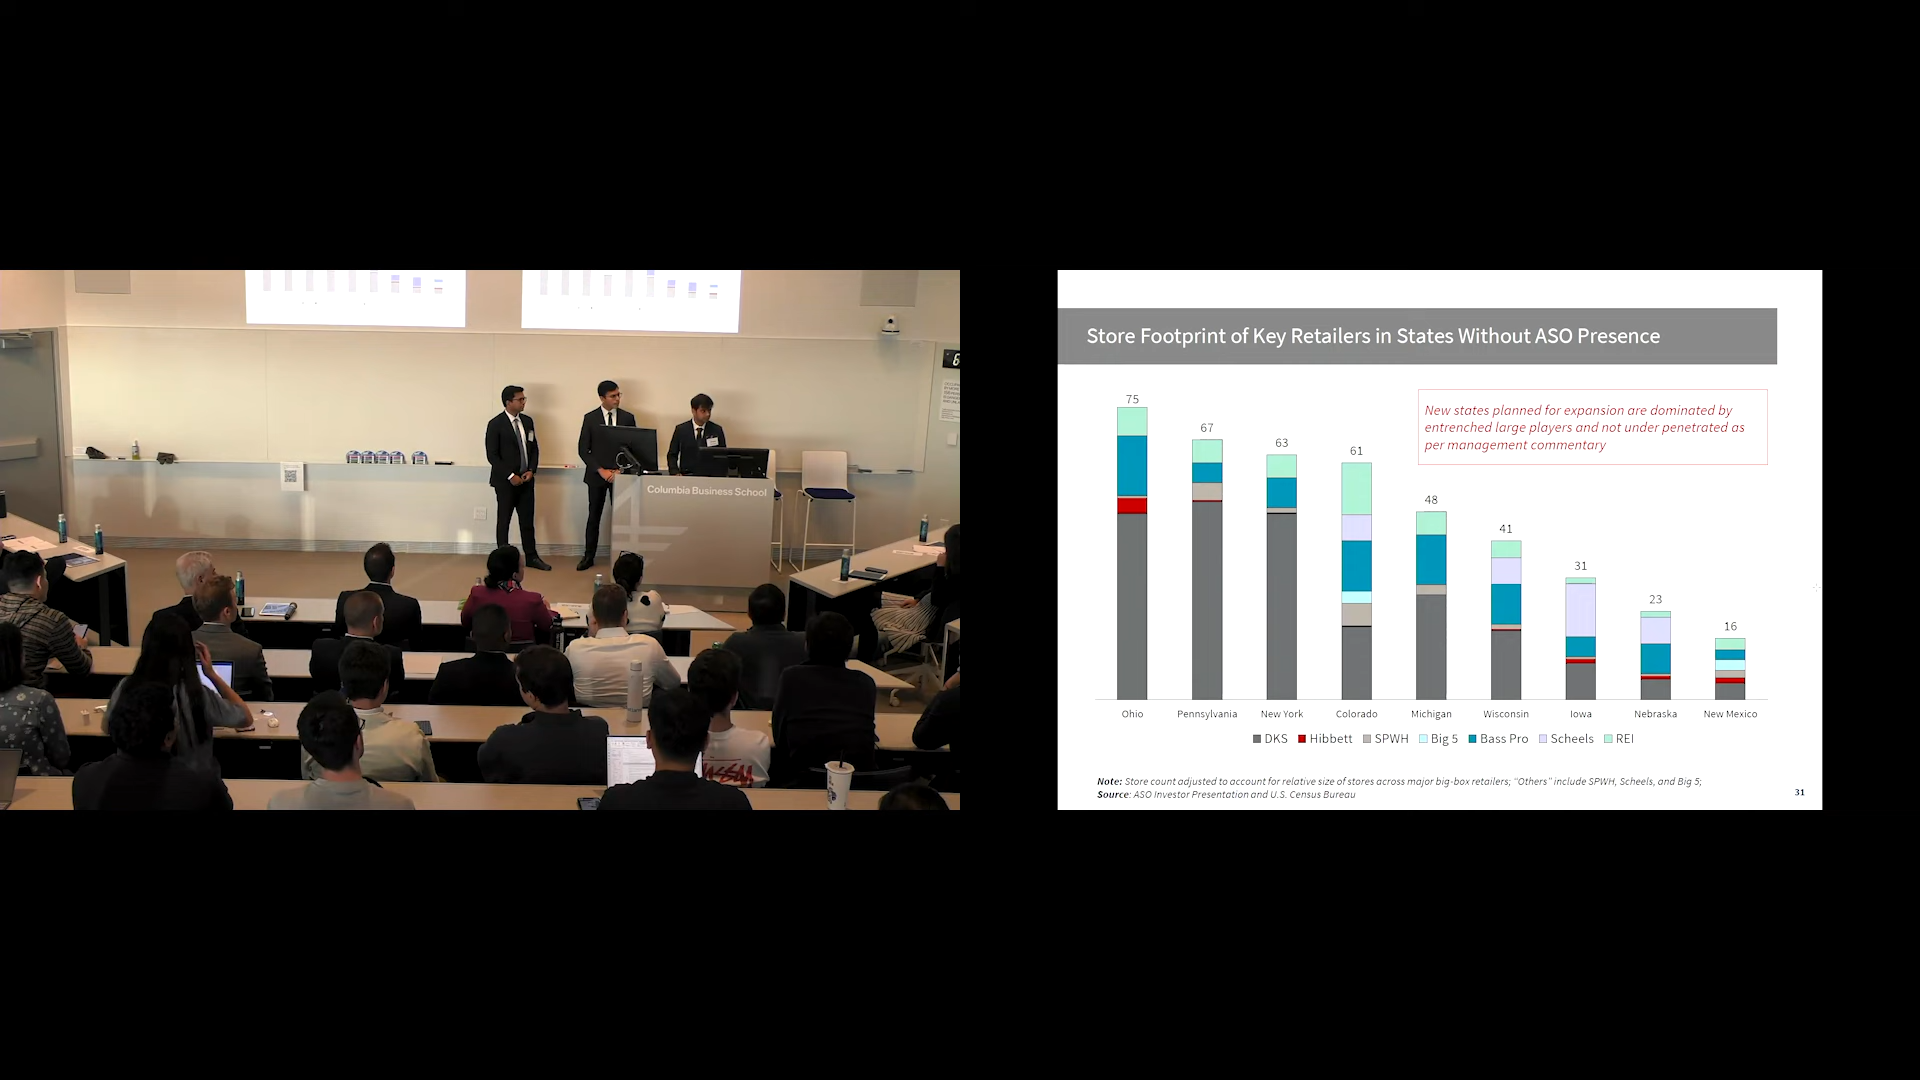 Columbia Business School
Store Footprint of Key Retailers in States Without ASO Presence
New states planned for expansion are dominated by
entrenched large players and not under penetrated as
per management commentary
75
67
63
61
48
41
31
23
16
Ohio
Pennsylvania
New York
Colorado
Michigan
Wisconsin
Iowa
Nebraska
New Mexico
DKS
Hibbett
SPWH
Big 5
Bass Pro
Scheels
REI
Note: Store count adjusted to account for relative size of stores across major big-box retailers; "Others" include SPWH, Scheels, and Big 5;
Source: ASO Investor Presentation and U.S. Census Bureau
31